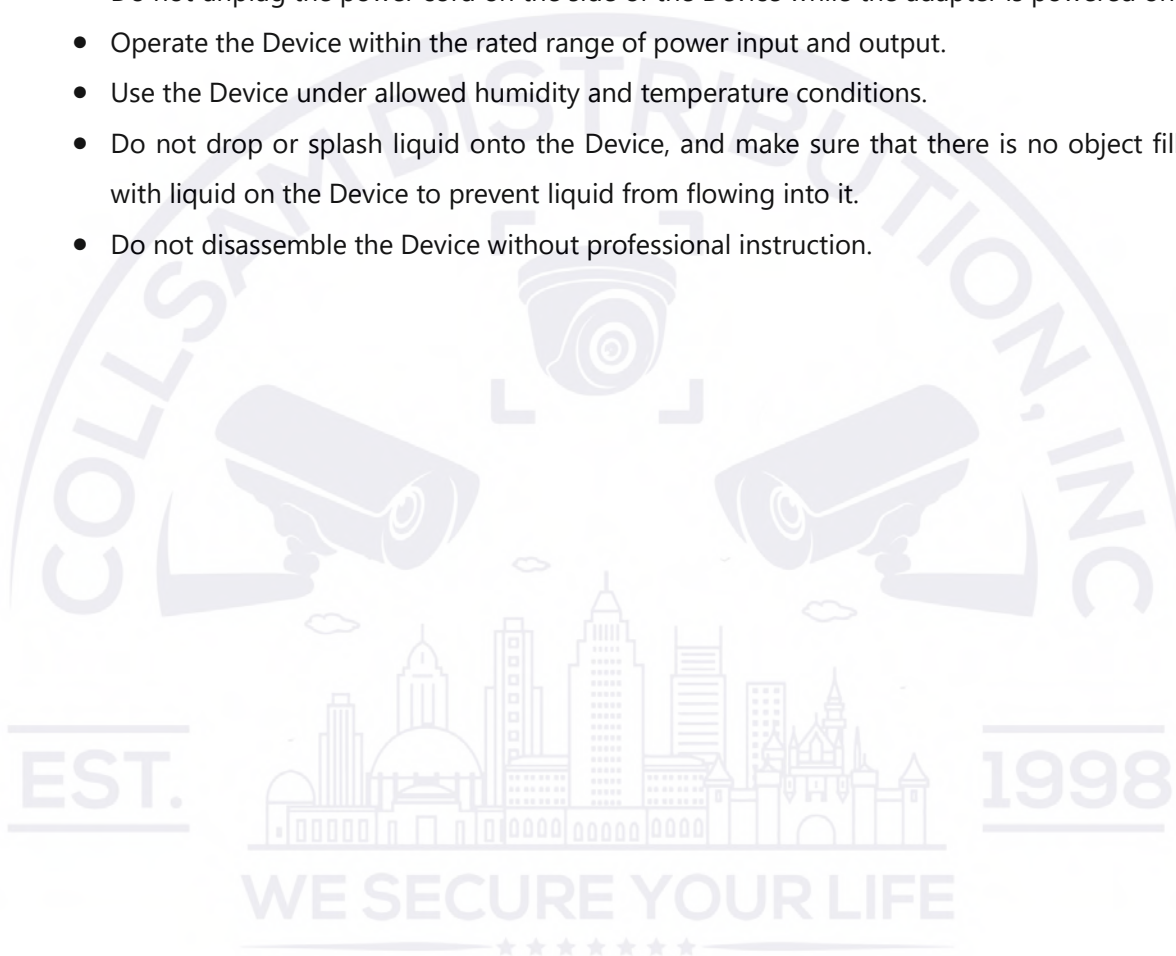 ● Operate the Device within the rated range of power input and output.
● Use the Device under allowed humidity and temperature conditions.
● Do not drop or splash liquid onto the Device, and make sure that there is no object fil
with liquid on the Device to prevent liquid from flowing into it.
● Do not disassemble the Device without professional instruction.
COLLSAM DISTRIBUTION, INC
EST. 1998
WE SECURE YOUR LIFE